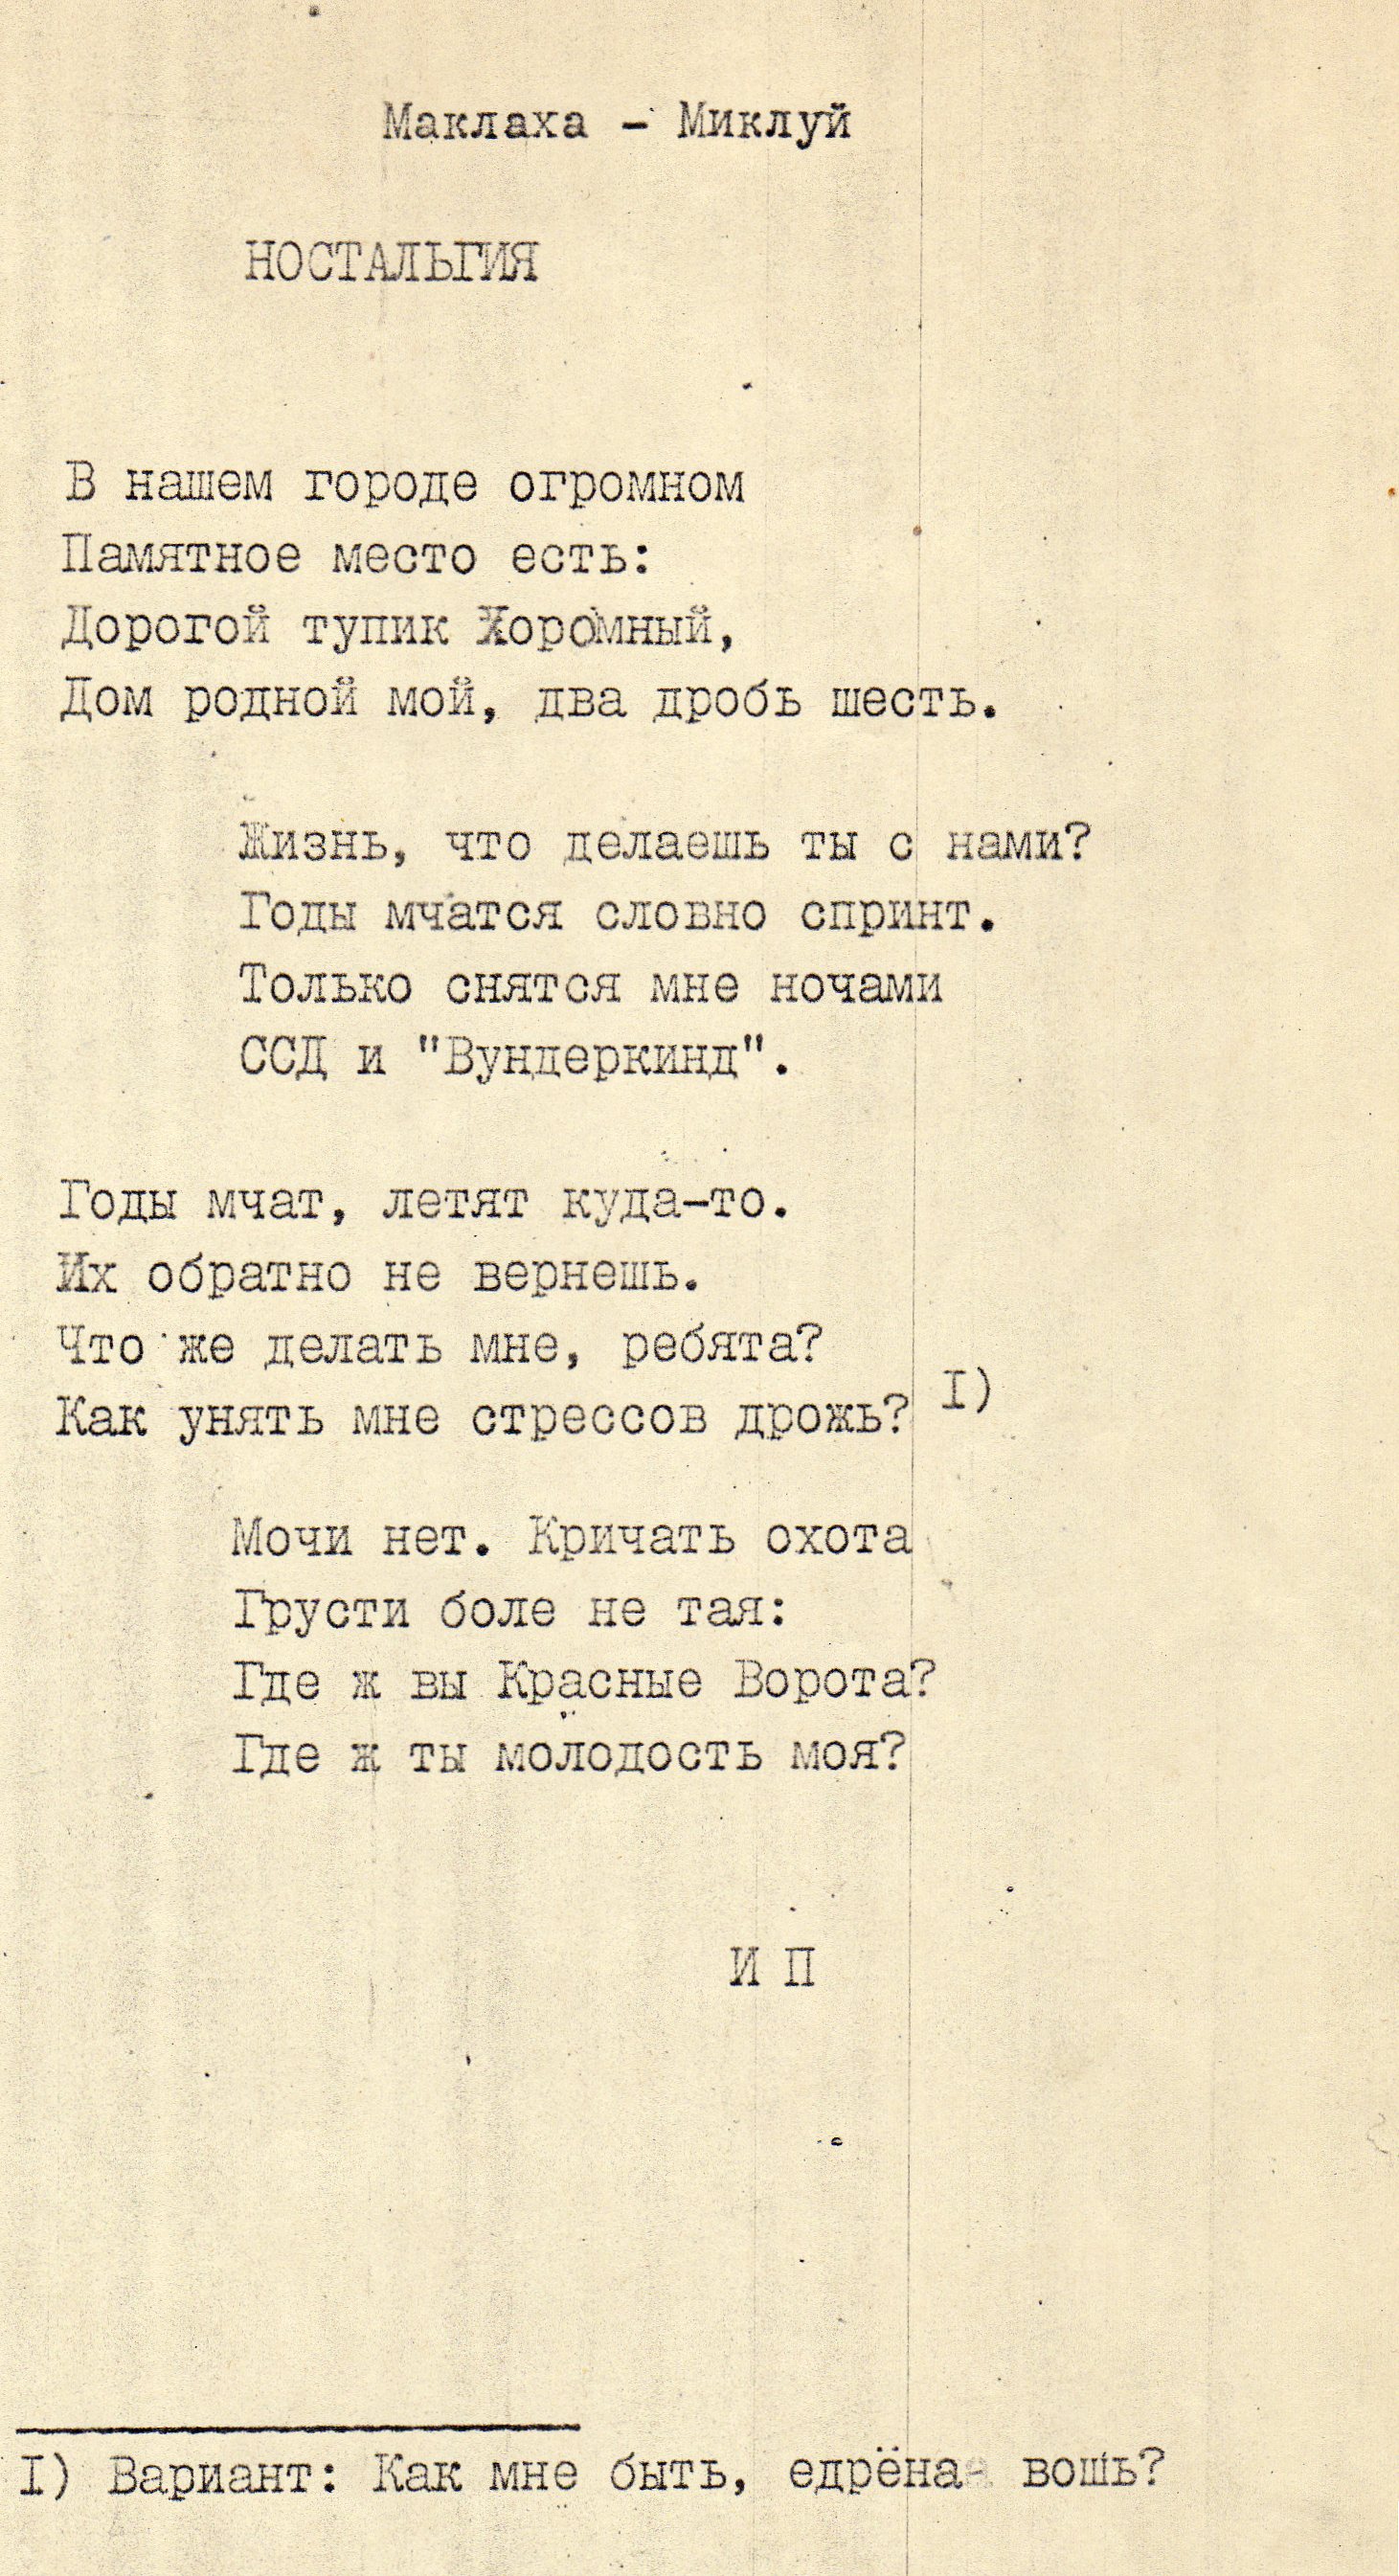 Маклаха - Миклуй
НОСТАЛЬГИЯ
В нашем городе огромном
Памятное место есть:
Дорогой тупик Хоромный,
Дом родной мой, два дробь шесть.
Жизнь, что делаешь ты с нами?
Годы мчатся словно спринт.
Только снятся мне ночами
ССД и "Вундеркинд".
Годы мчат, летят куда-то.
Их обратно не вернешь.
Что же делать мне, ребята?
Как унять мне стрессов дрожь? I)
Мочи нет. Кричать охота
Грусти боле не тая:
Где ж вы Красные Ворота?
Где ж ты молодость моя?
И П
I) Вариант: Как мне быть, едрёна вошь?